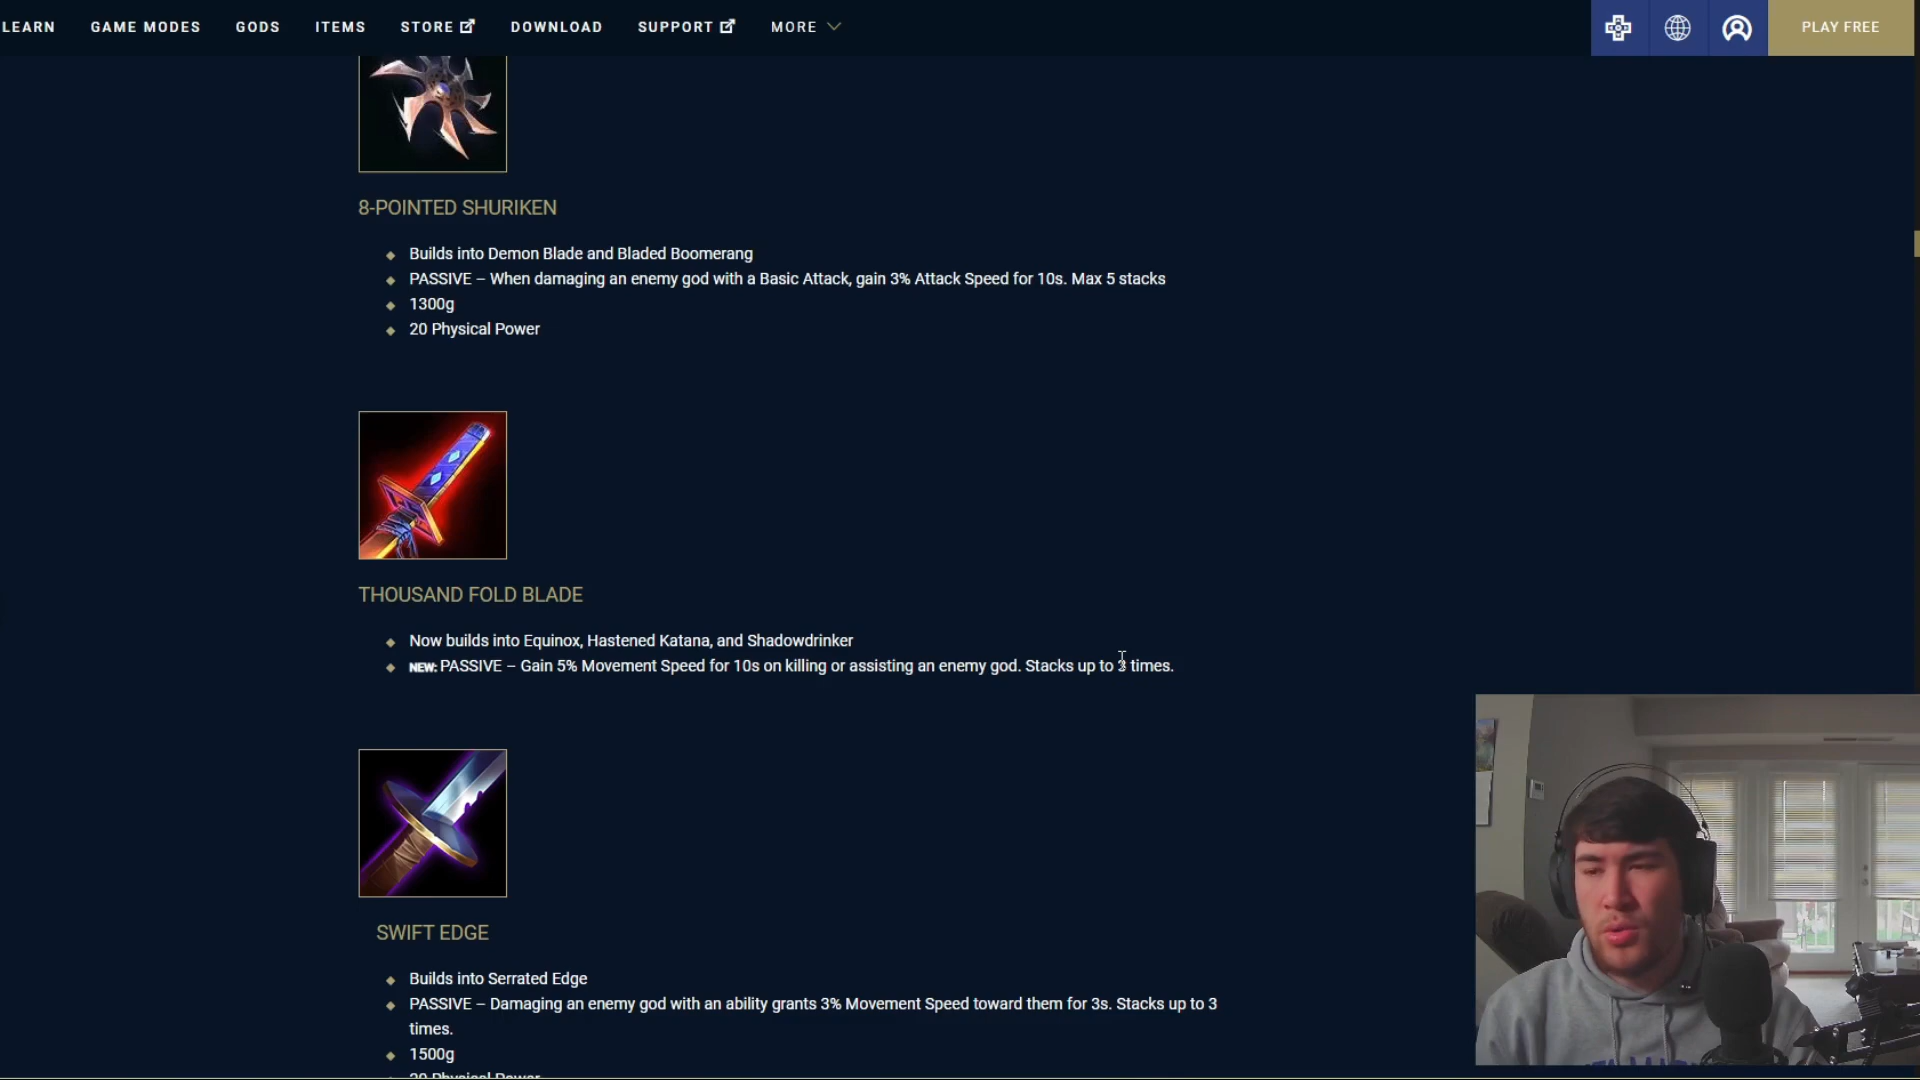 LEARN GAME MODES GODS ITEMS STORE DOWNLOAD SUPPORT MORE PLAY FREE
8-POINTED SHURIKEN
Builds into Demon Blade and Bladed Boomerang
PASSIVE – When damaging an enemy god with a Basic Attack, gain 3% Attack Speed for 10s. Max 5 stacks
1300g
20 Physical Power
THOUSAND FOLD BLADE
Now builds into Equinox, Hastened Katana, and Shadowdrinker
NEW: PASSIVE – Gain 5% Movement Speed for 10s on killing or assisting an enemy god. Stacks up to times.
SWIFT EDGE
Builds into Serrated Edge
PASSIVE – Damaging an enemy god with an ability grants 3% Movement Speed toward them for 3s. Stacks up to 3
times.
1500g
20 Physical Power